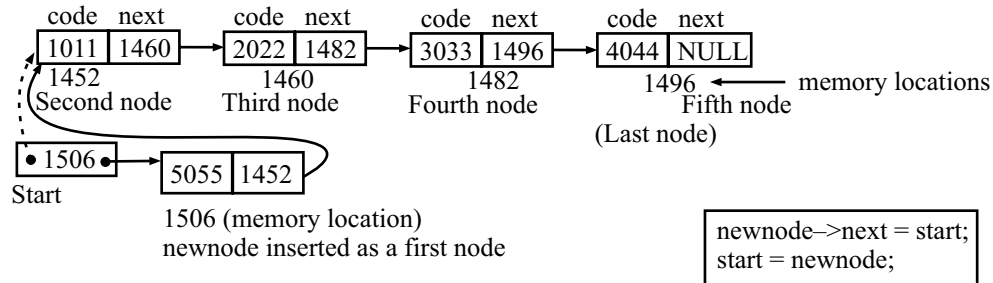 code next code next code next code next
1011 1460 2022 1482 3033 1496 4044 NULL
1452 1460 1482 1496 memory locations
Second node Third node Fourth node Fifth node
(Last node)
1506
Start
5055 1452
1506 (memory location)
newnode inserted as a first node
newnode–>next = start;
start = newnode;